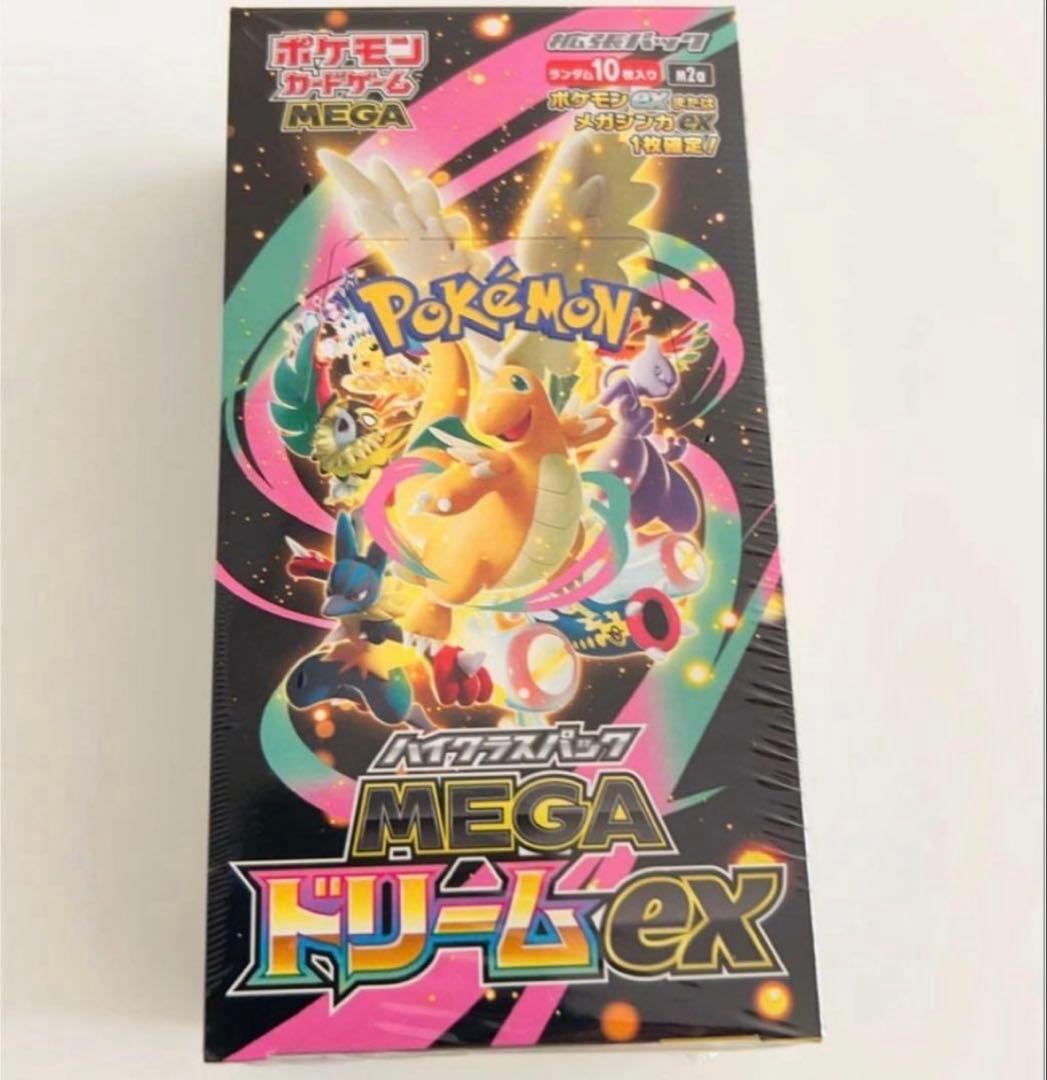 ポケモン
カードゲーム
MEGA
拡張パック
ランダム10枚入り
m2a
ポケモンexまたは
メガシンカex
1枚確定!
POKéMON
ハイクラスパック
MEGA
ドリームex